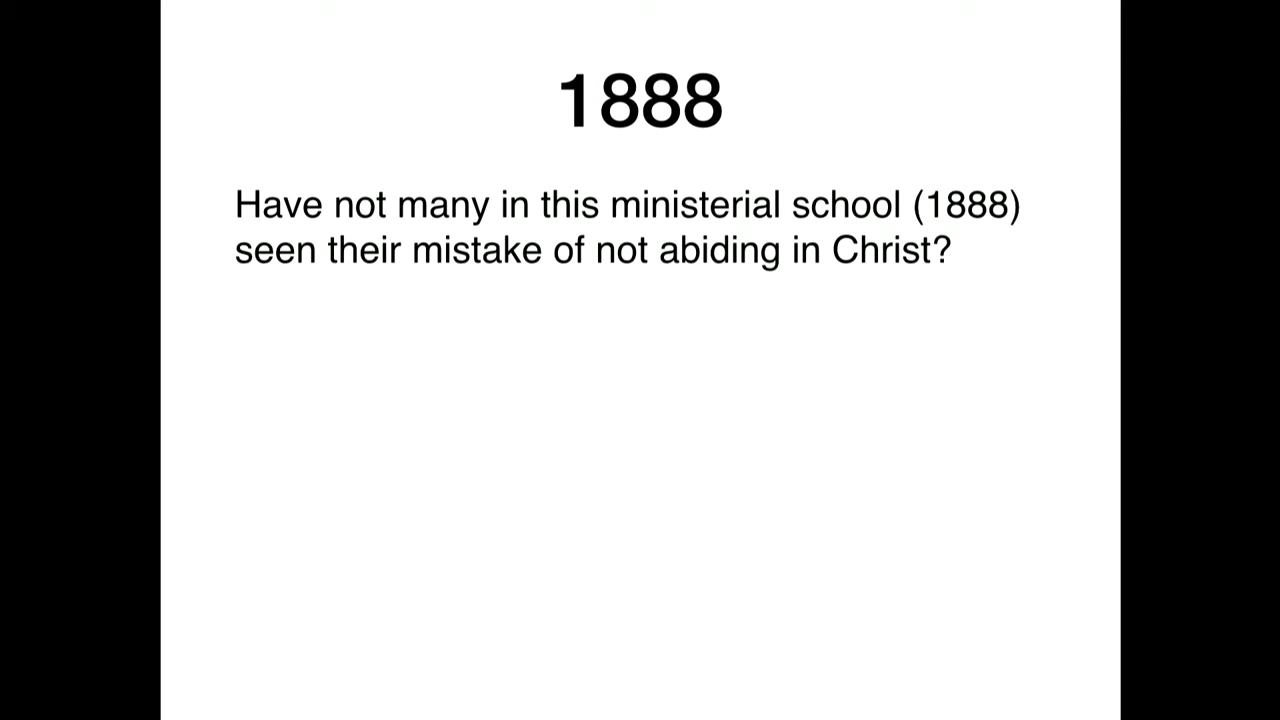 1888
Have not many in this ministerial school (1888)
seen their mistake of not abiding in Christ?